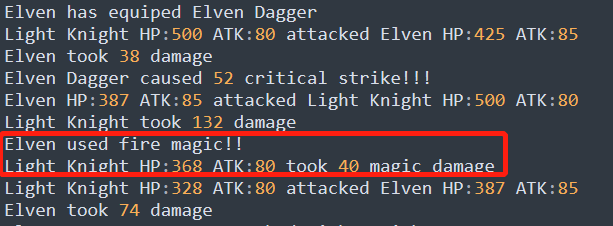 Elven has equiped Elven Dagger
Light Knight HP:500 ATK:80 attacked Elven HP:425 ATK:85
Elven took 38 damage
Elven Dagger caused 52 critical strike!!!
Elven HP:387 ATK:85 attacked Light Knight HP:500 ATK:80
Light Knight took 132 damage
Elven used fire magic!!
Light Knight HP:368 ATK:80 took 40 magic damage
Light Knight HP:328 ATK:80 attacked Elven HP:387 ATK:85
Elven took 74 damage